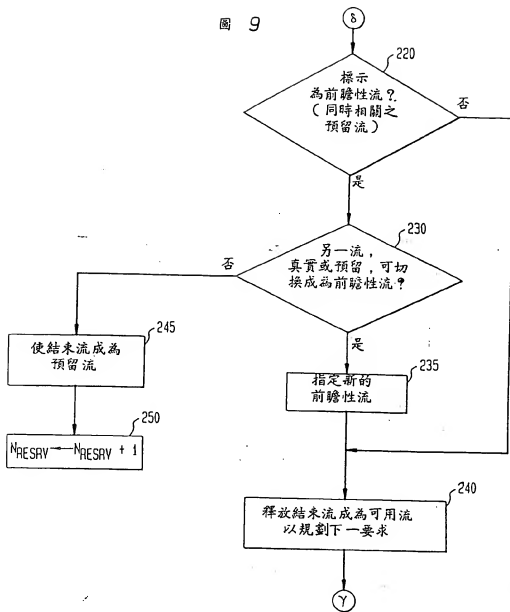 圖 9
δ
220
標示
為前瞻性流?
(同時相關之
預留流)
否
是
230
另一流,
真實或預留,可切
換成為前瞻性流?
否
是
245
使結束流成為
預留流
235
指定新的
前瞻性流
250
N_RESRV ← N_RESRV + 1
240
釋放結束流成為可用流
以規劃下一要求
γ